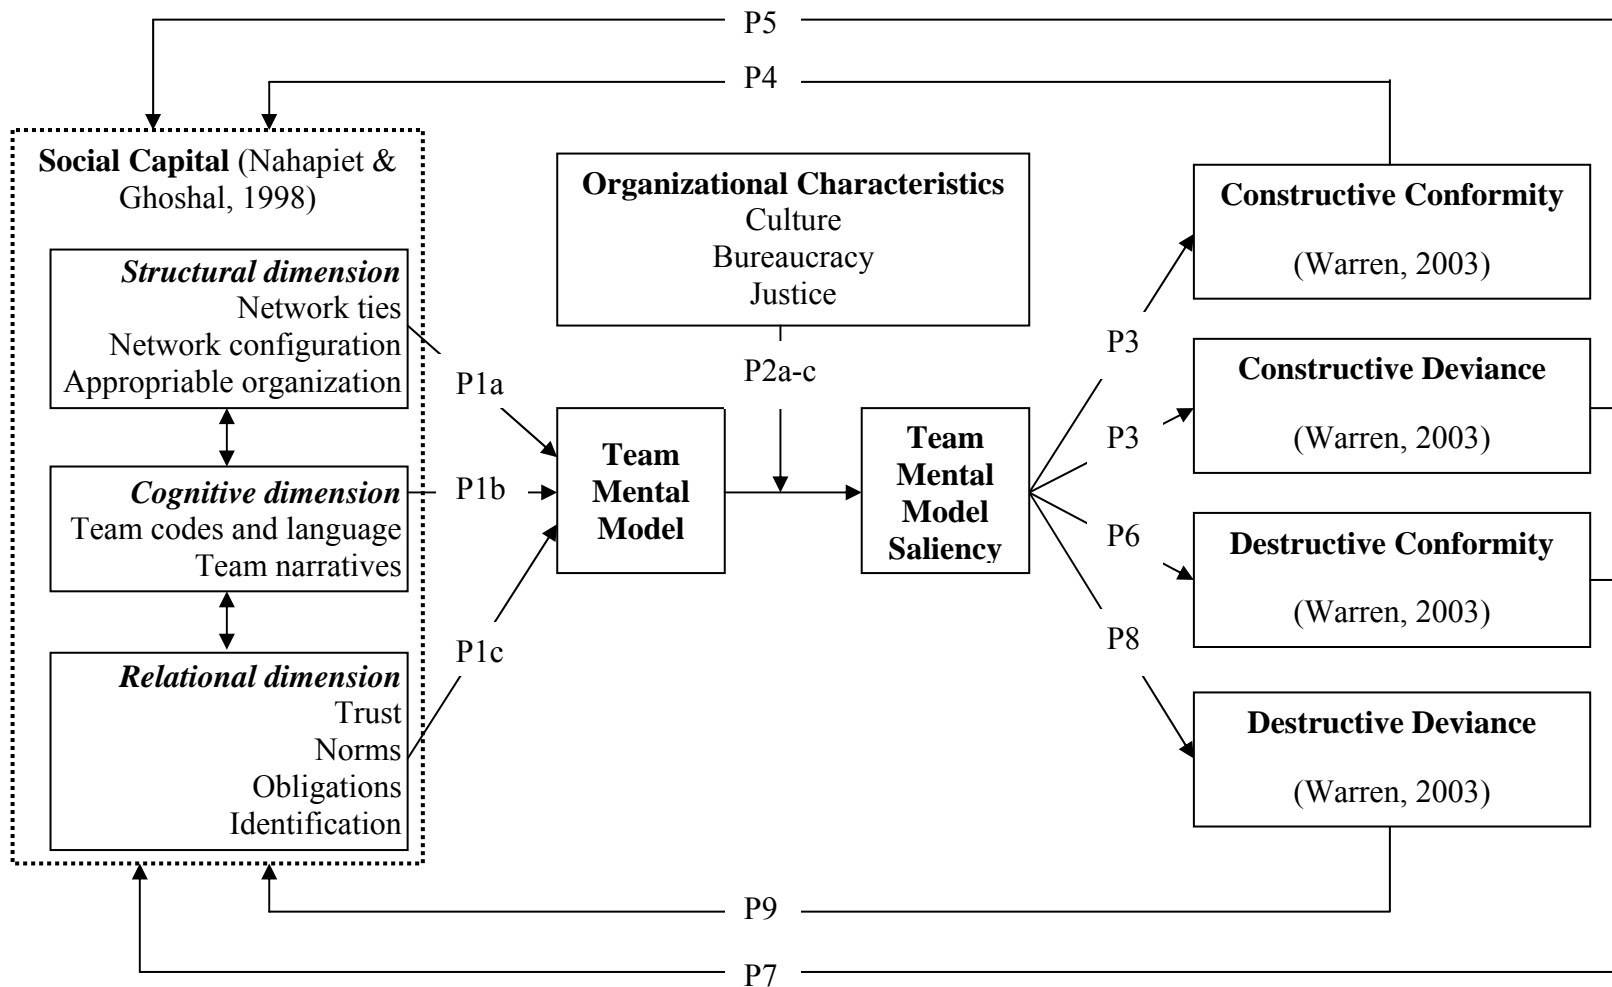 P5
P4
Social Capital (Nahapiet &
Ghoshal, 1998)
Structural dimension
Network ties
Network configuration
Appropriable organization
Cognitive dimension
Team codes and language
Team narratives
Relational dimension
Trust
Norms
Obligations
Identification
P1a
P1b
P1c
Organizational Characteristics
Culture
Bureaucracy
Justice
P2a-c
Team
Mental
Model
Team
Mental
Model
Saliency
P3
P3
P6
P8
Constructive Conformity
(Warren, 2003)
Constructive Deviance
(Warren, 2003)
Destructive Conformity
(Warren, 2003)
Destructive Deviance
(Warren, 2003)
P9
P7